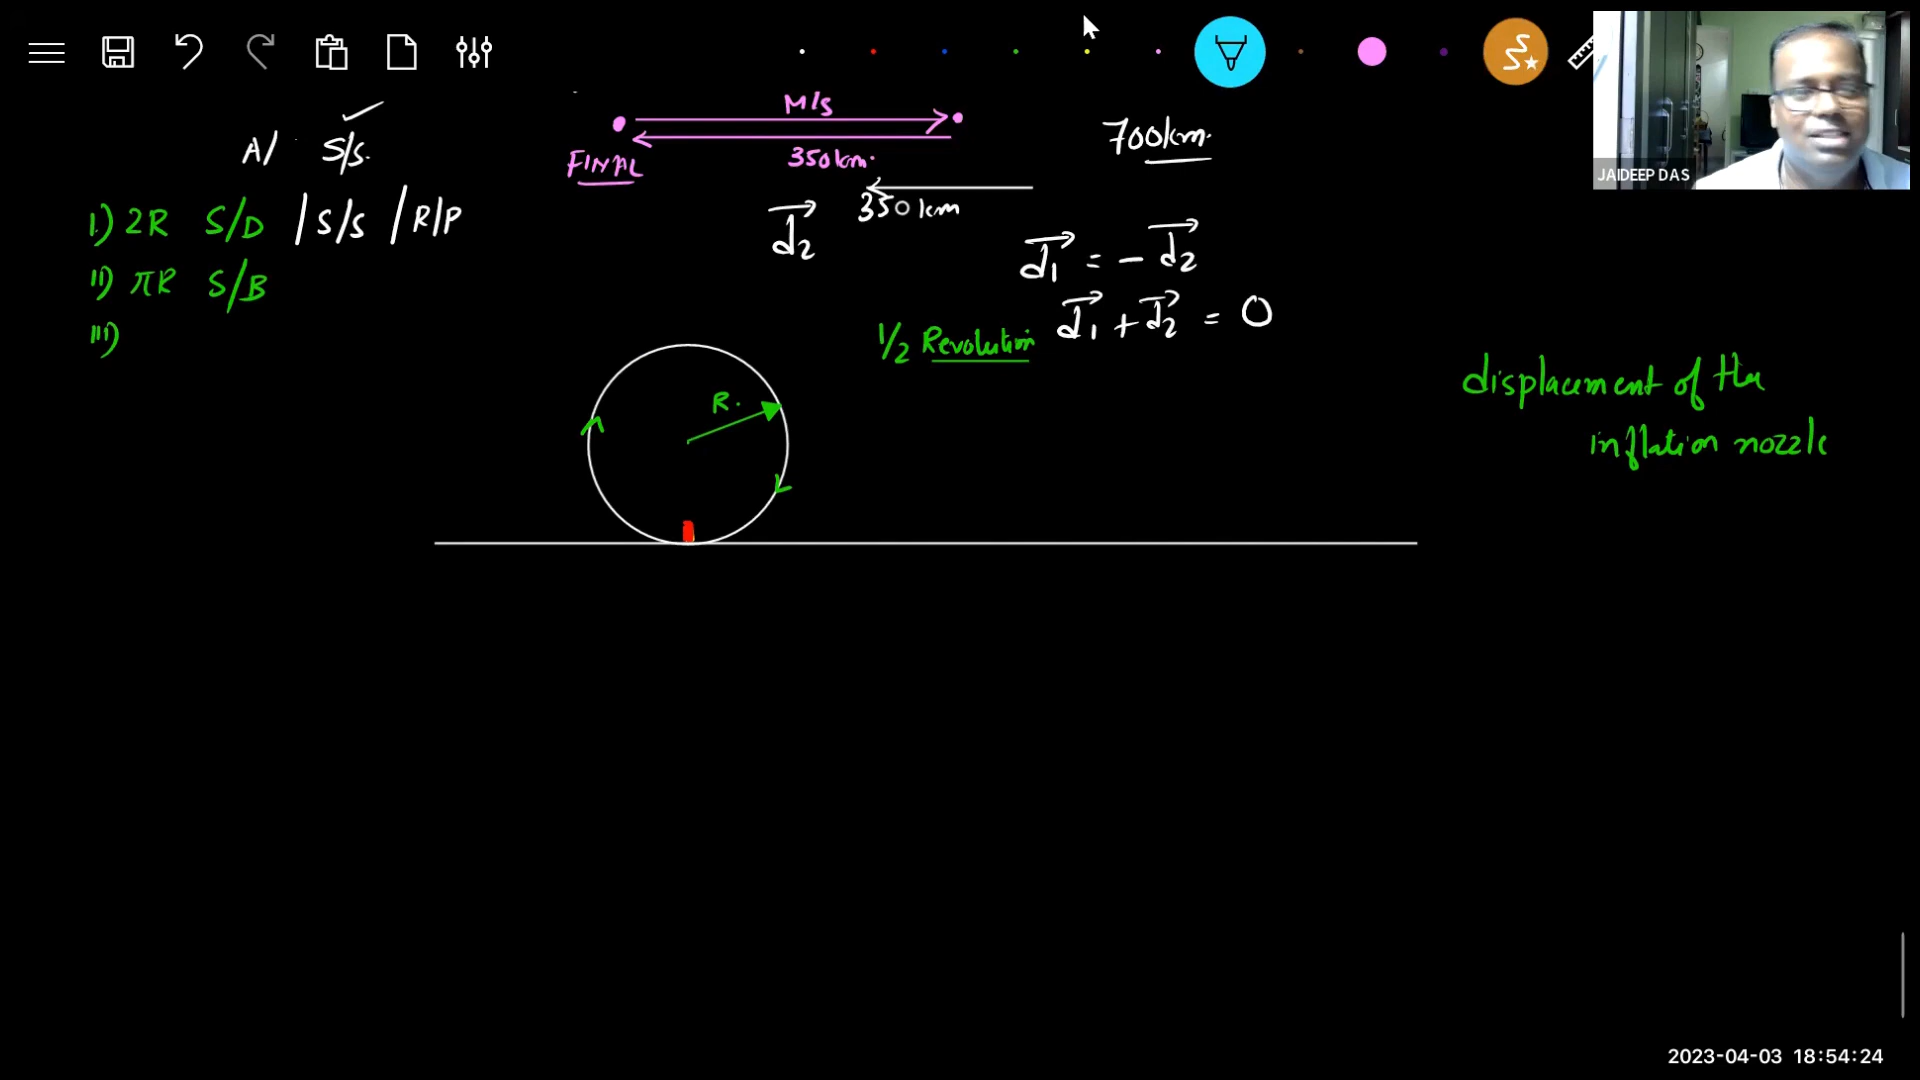 M/s
A/ S/s.
FINAL
350km.
700km.
JAIDEEP DAS
I.) 2R S/D / S/S / R/P
350 km
d2
d1 = - d2
II) πR S/B
d1 + d2 = 0
III)
1/2 Revolution
R.
displacement of the
inflation nozzle
2023-04-03 18:54:24